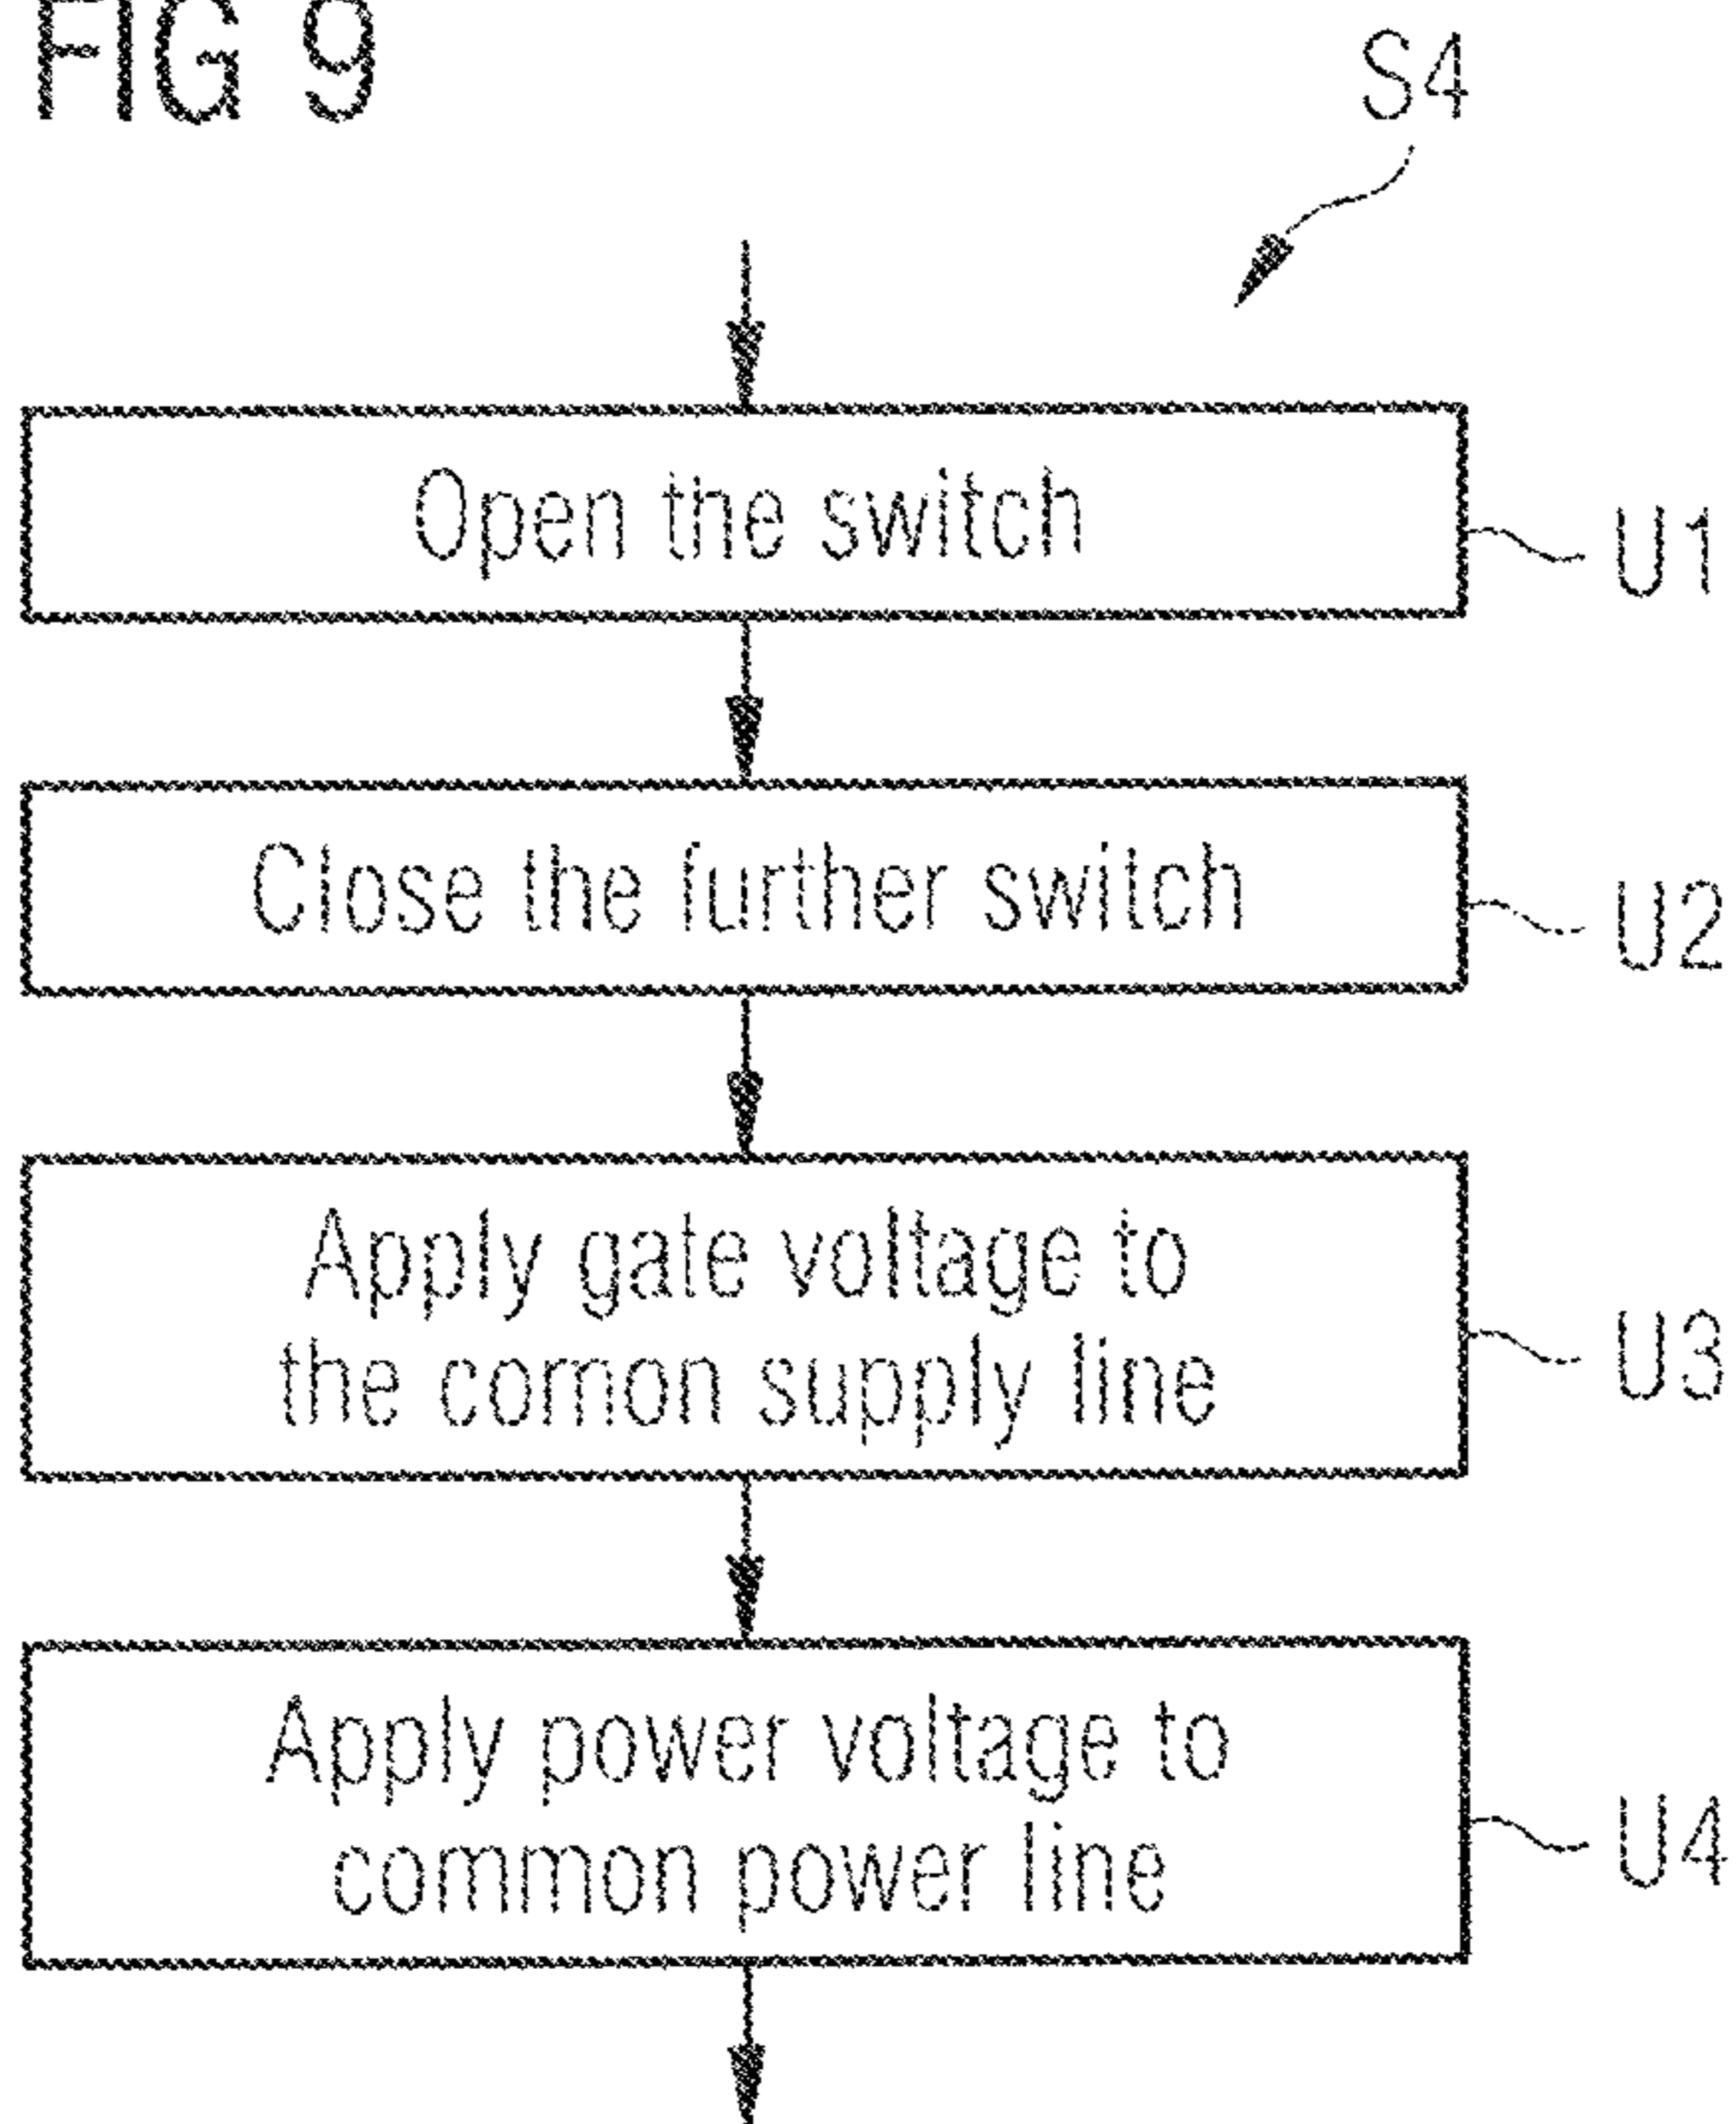 FIG 9
S4
Open the switch
U1
Close the further switch
U2
Apply gate voltage to
the comon supply line
U3
Apply power voltage to
common power line
U4